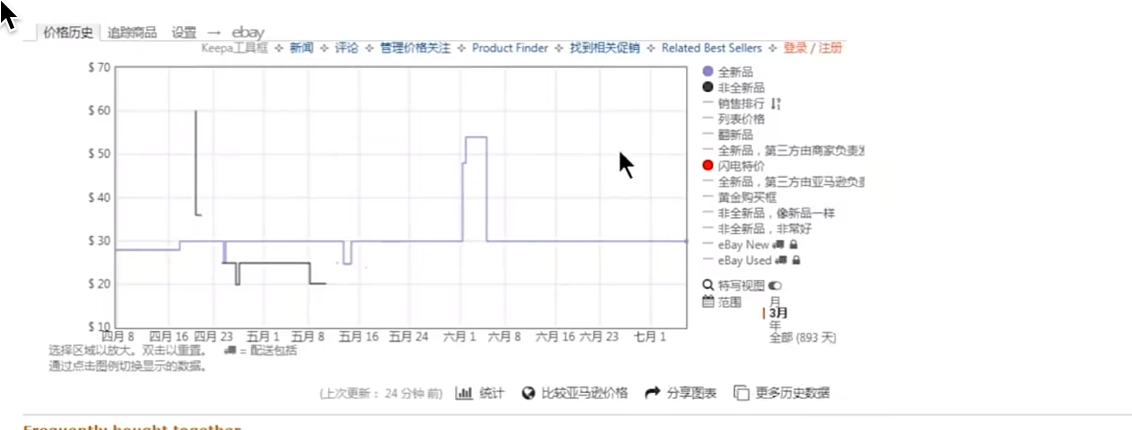 价格历史 追踪商品 设置 → ebay
Keepa工具框 ✧ 新闻 ✧ 评论 ✧ 管理价格关注 ✧ Product Finder ✧ 找到相关促销 ✧ Related Best Sellers ✧ 登录 / 注册
$ 70
$ 60
$ 50
$ 40
$ 30
$ 20
$ 10
四月 8 四月 16 四月 23 五月 1 五月 8 五月 16 五月 24 六月 1 六月 8 六月 16 六月 23 七月 1
全新品
非全新品
销售排行
列表价格
翻新品
全新品，第三方由商家负责
闪电特价
全新品，第三方由亚马逊负责
黄金购买框
非全新品，像新品一样
非全新品，非常好
eBay New
eBay Used
特写视图
范围
月
3月
年
全部 (893 天)
选择区域以放大。双击以重置。 = 配送包括
通过点击图例切换显示的数据。
(上次更新： 24 分钟 前) 统计 比较亚马逊价格 分享图表 更多历史数据
Frequently bought together